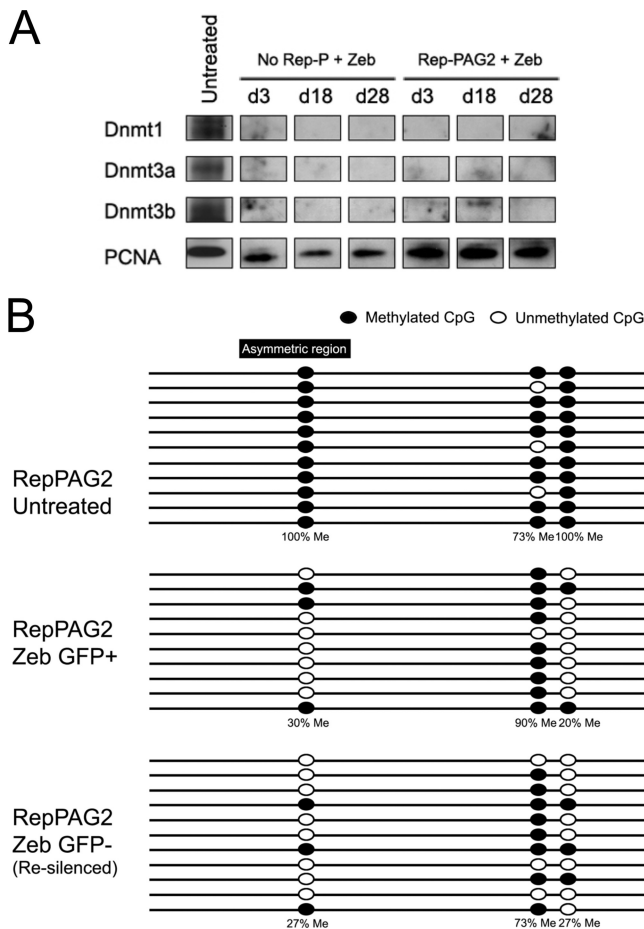 A
Untreated
No Rep-P + Zeb
Rep-PAG2 + Zeb
d3 d18 d28 d3 d18 d28
Dnmt1
Dnmt3a
Dnmt3b
PCNA
B
Methylated CpG Unmethylated CpG
Asymmetric region
RepPAG2
Untreated
100% Me 73% Me 100% Me
RepPAG2
Zeb GFP+
30% Me 90% Me 20% Me
RepPAG2
Zeb GFP-
(Re-silenced)
27% Me 73% Me 27% Me